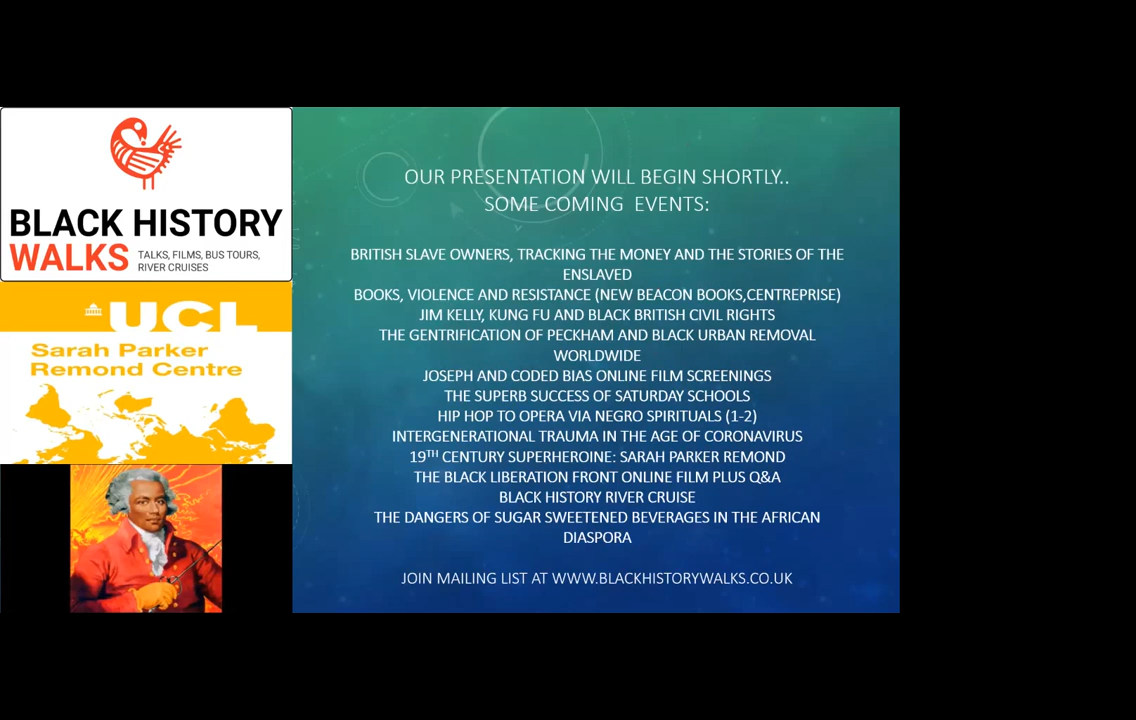 BLACK HISTORY
WALKS TALKS, FILMS, BUS TOURS,
RIVER CRUISES
UCL
Sarah Parker
Remond Centre
OUR PRESENTATION WILL BEGIN SHORTLY..
SOME COMING EVENTS:
BRITISH SLAVE OWNERS, TRACKING THE MONEY AND THE STORIES OF THE
ENSLAVED
BOOKS, VIOLENCE AND RESISTANCE (NEW BEACON BOOKS,CENTREPRISE)
JIM KELLY, KUNG FU AND BLACK BRITISH CIVIL RIGHTS
THE GENTRIFICATION OF PECKHAM AND BLACK URBAN REMOVAL
WORLDWIDE
JOSEPH AND CODED BIAS ONLINE FILM SCREENINGS
THE SUPERB SUCCESS OF SATURDAY SCHOOLS
HIP HOP TO OPERA VIA NEGRO SPIRITUALS (1-2)
INTERGENERATIONAL TRAUMA IN THE AGE OF CORONAVIRUS
19TH CENTURY SUPERHEROINE: SARAH PARKER REMOND
THE BLACK LIBERATION FRONT ONLINE FILM PLUS Q&A
BLACK HISTORY RIVER CRUISE
THE DANGERS OF SUGAR SWEETENED BEVERAGES IN THE AFRICAN
DIASPORA
JOIN MAILING LIST AT WWW.BLACKHISTORYWALKS.CO.UK